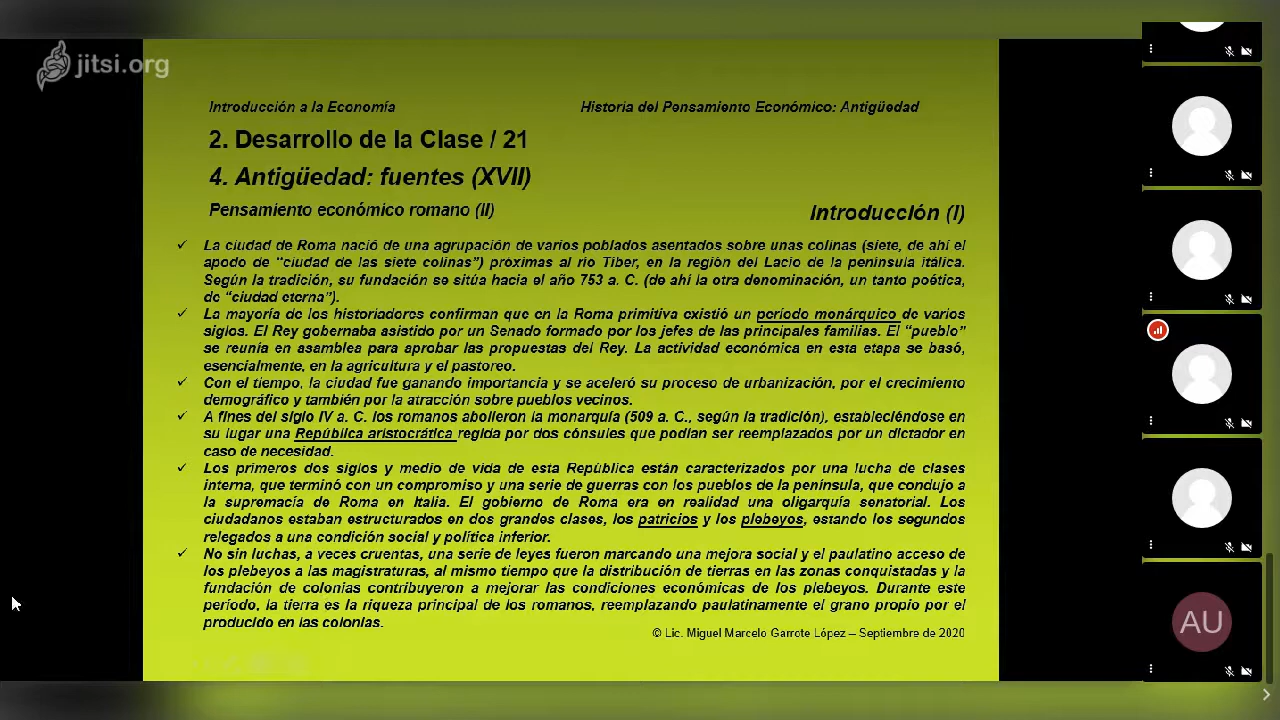 jitsi.org
Introducción a la Economía
Historia del Pensamiento Económico: Antigüedad
2. Desarrollo de la Clase / 21
4. Antigüedad: fuentes (XVII)
Pensamiento económico romano (II)
Introducción (I)
✓ La ciudad de Roma nació de una agrupación de varios poblados asentados sobre unas colinas (siete, de ahí el
apodo de “ciudad de las siete colinas”) próximas al río Tíber, en la región del Lacio de la península itálica.
Según la tradición, su fundación se sitúa hacia el año 753 a. C. (de ahí la otra denominación, un tanto poética,
de “ciudad eterna”).
✓ La mayoría de los historiadores confirman que en la Roma primitiva existió un período monárquico de varios
siglos. El Rey gobernaba asistido por un Senado formado por los jefes de las principales familias. El “pueblo”
se reunía en asamblea para aprobar las propuestas del Rey. La actividad económica en esta etapa se basó,
esencialmente, en la agricultura y el pastoreo.
✓ Con el tiempo, la ciudad fue ganando importancia y se aceleró su proceso de urbanización, por el crecimiento
demográfico y también por la atracción sobre pueblos vecinos.
✓ A fines del siglo IV a. C. los romanos abolieron la monarquía (509 a. C., según la tradición), estableciéndose en
su lugar una República aristocrática regida por dos cónsules que podían ser reemplazados por un dictador en
caso de necesidad.
✓ Los primeros dos siglos y medio de vida de esta República están caracterizados por una lucha de clases
interna, que terminó con un compromiso y una serie de guerras con los pueblos de la península, que condujo a
la supremacía de Roma en Italia. El gobierno de Roma era en realidad una oligarquía senatorial. Los
ciudadanos estaban estructurados en dos grandes clases, los patricios y los plebeyos, estando los segundos
relegados a una condición social y política inferior.
✓ No sin luchas, a veces cruentas, una serie de leyes fueron marcando una mejora social y el paulatino acceso de
los plebeyos a las magistraturas, al mismo tiempo que la distribución de tierras en las zonas conquistadas y la
fundación de colonias contribuyeron a mejorar las condiciones económicas de los plebeyos. Durante este
período, la tierra es la riqueza principal de los romanos, reemplazando paulatinamente el grano propio por el
producido en las colonias.
© Lic. Miguel Marcelo Garrote López – Septiembre de 2020
AU